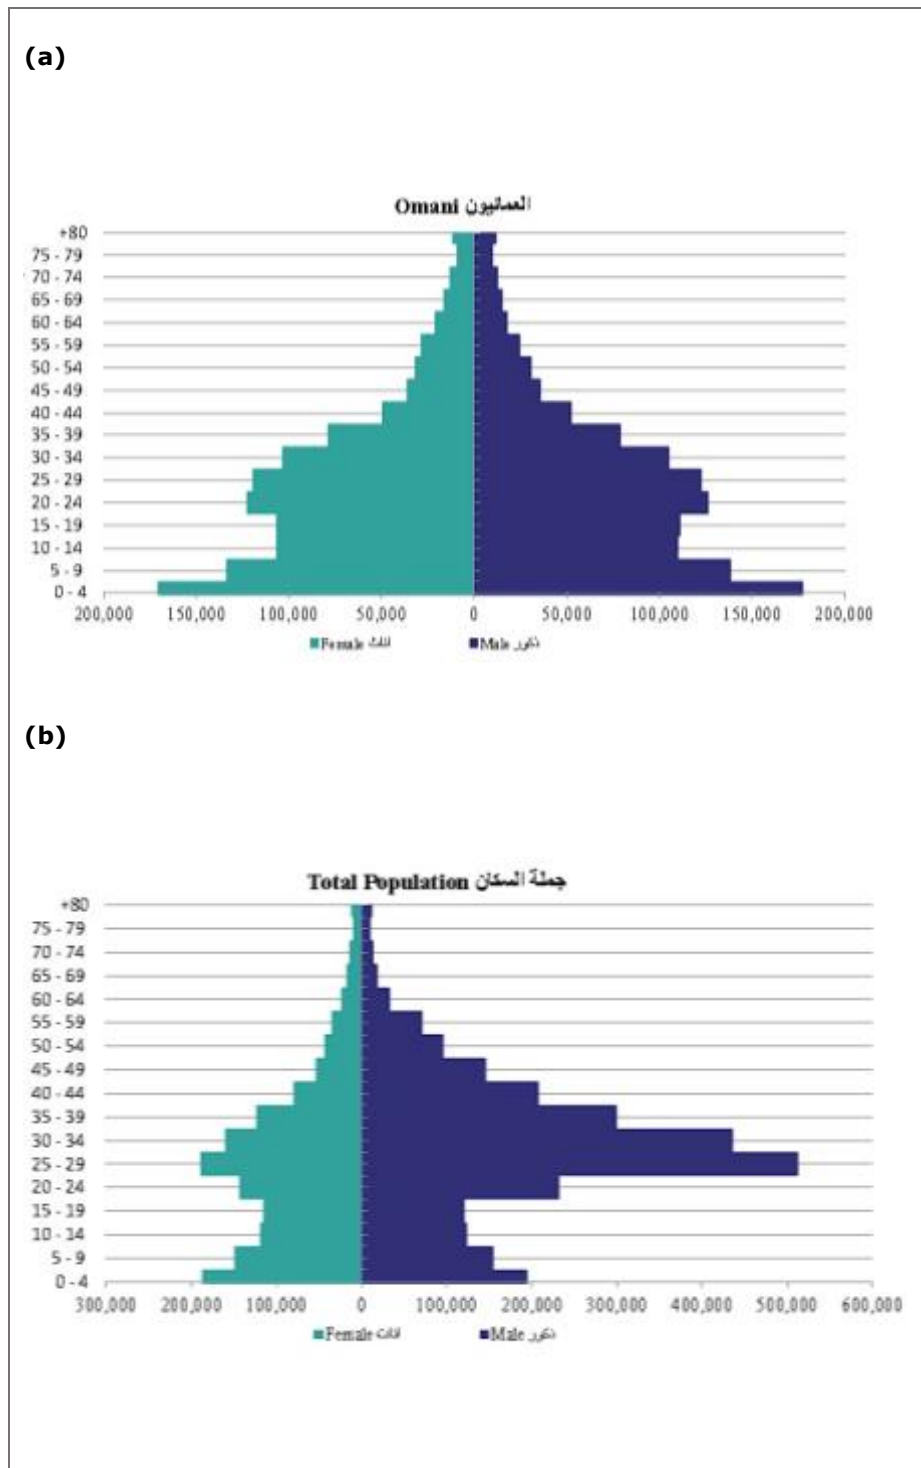 (a)
Omani العمانيون
+80
75 - 79
70 - 74
65 - 69
60 - 64
55 - 59
50 - 54
45 - 49
40 - 44
35 - 39
30 - 34
25 - 29
20 - 24
15 - 19
10 - 14
5 - 9
0 - 4
200,000 150,000 100,000 50,000 0 50,000 100,000 150,000 200,000
Female اناث Male ذكور
(b)
Total Population جملة السكان
+80
75 - 79
70 - 74
65 - 69
60 - 64
55 - 59
50 - 54
45 - 49
40 - 44
35 - 39
30 - 34
25 - 29
20 - 24
15 - 19
10 - 14
5 - 9
0 - 4
300,000 200,000 100,000 0 100,000 200,000 300,000 400,000 500,000 600,000
Female اناث Male ذكور